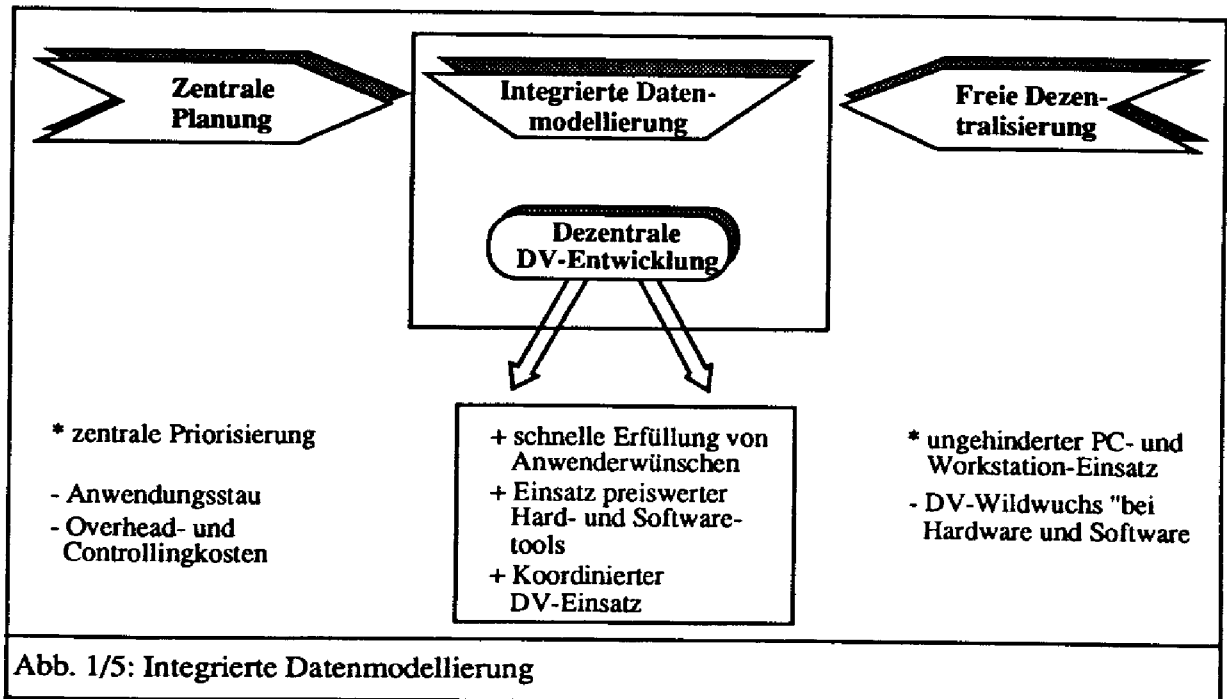 Zentrale
Planung
Integrierte Daten-
modellierung
Freie Dezen-
tralisierung
Dezentrale
DV-Entwicklung
* zentrale Priorisierung
- Anwendungsstau
- Overhead- und
Controllingkosten
+ schnelle Erfüllung von
Anwenderwünschen
+ Einsatz preiswerter
Hard- und Software-
tools
+ Koordinierter
DV-Einsatz
* ungehinderter PC- und
Workstation-Einsatz
- DV-Wildwuchs "bei
Hardware und Software
Abb. 1/5: Integrierte Datenmodellierung